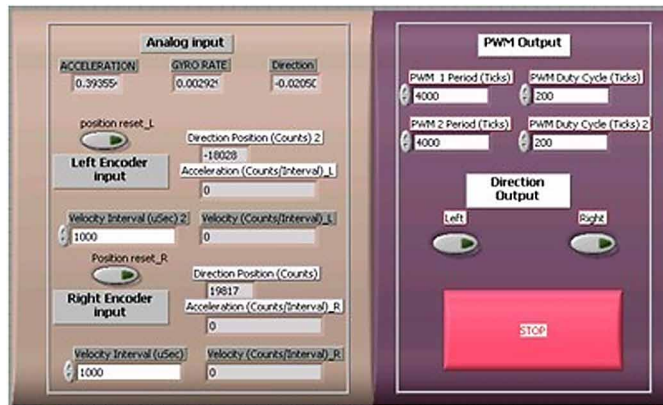 Analog input
ACCELERATION
GYRO RATE
Direction
0.3935
0.00292
-0.0205
position reset_L
Left Encoder
input
Direction Position (Counts) 2
-18028
Acceleration (Counts/Interval)_L
0
Velocity Interval (uSec) 2
1000
Velocity (Counts/Interval)_L
0
Position reset_R
Right Encoder
input
Direction Position (Counts)
19817
Acceleration (Counts/Interval)_R
0
Velocity Interval (uSec)
1000
Velocity (Counts/Interval)_R
0
PWM Output
PWM 1 Period (Ticks)
4000
PWM Duty Cycle (Ticks)
200
PWM 2 Period (Ticks)
4000
PWM Duty Cycle (Ticks) 2
200
Direction
Output
Left
Right
STOP